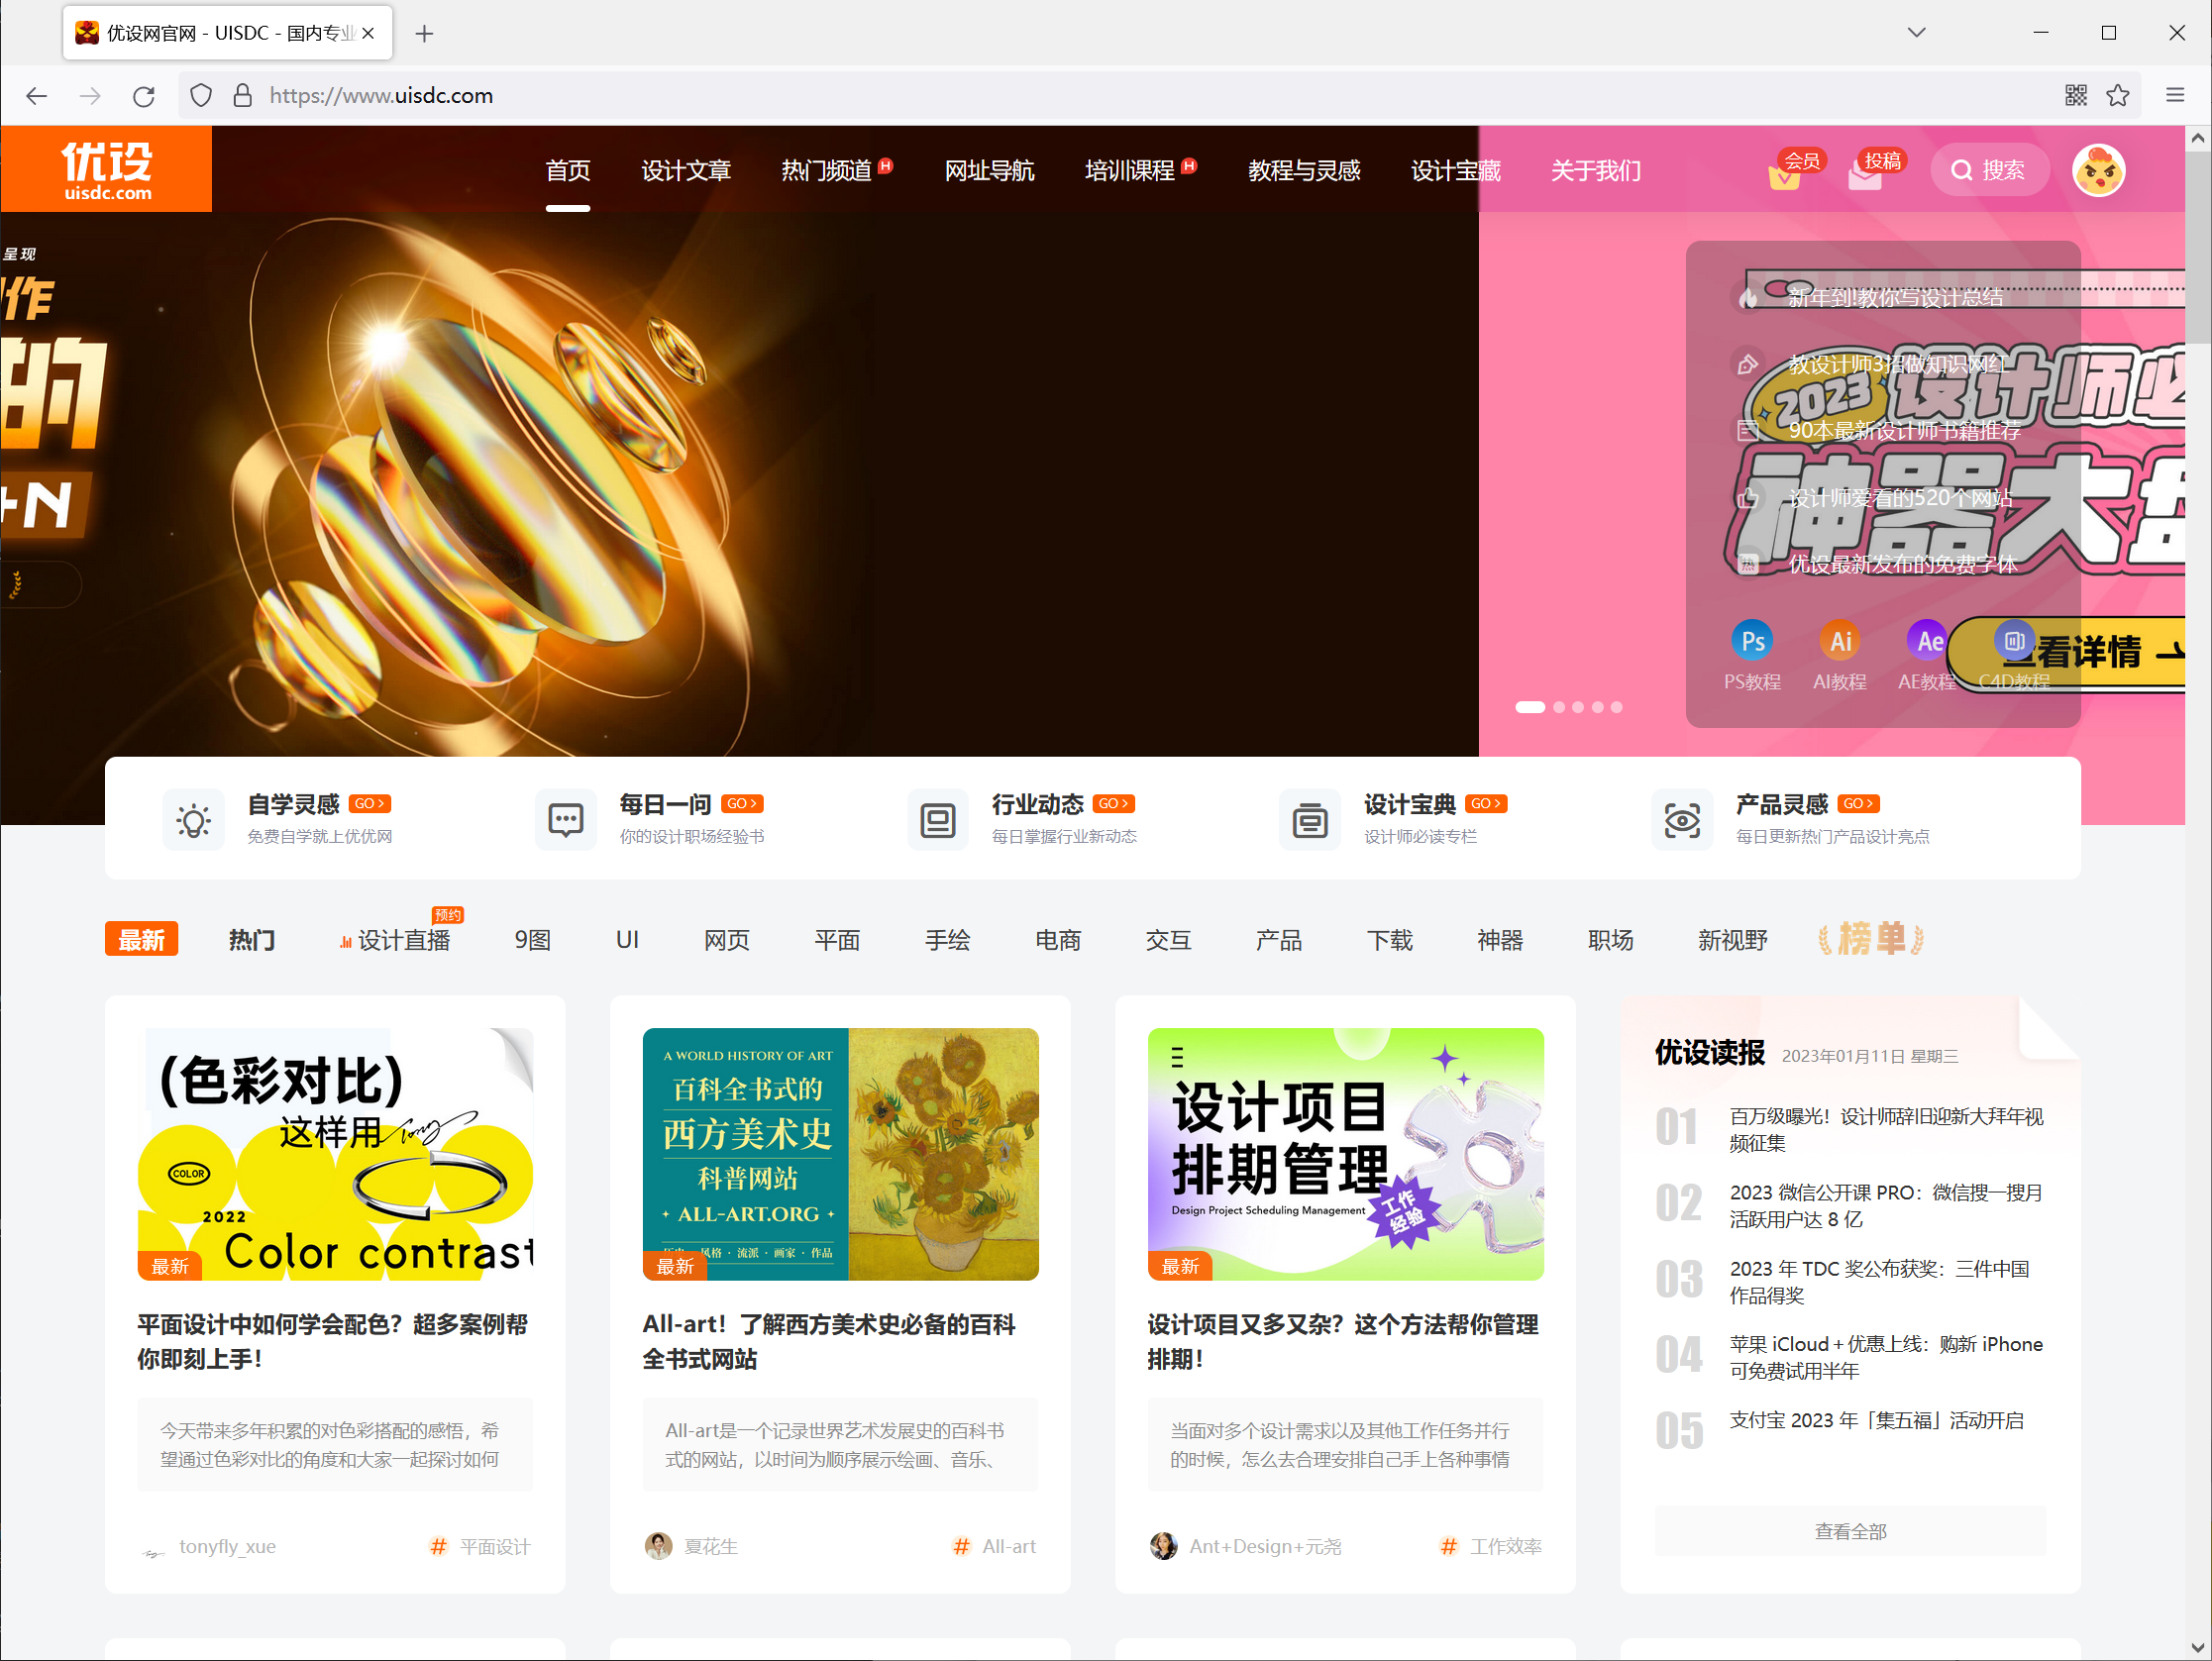 优设网官网 - UISDC - 国内专业
https://www.uisdc.com
优设
uisdc.com
首页
设计文章
热门频道 H
网址导航
培训课程 H
教程与灵感
设计宝藏
关于我们
会员
投稿
搜索
呈现
作
的
+N
新年到!教你写设计总结
教设计师3招做知识网红
90本最新设计师书籍推荐
设计师爱看的520个网站
优设最新发布的免费字体
2023 设计师必
神器大盘
查看详情
Ps
Ai
Ae
PS教程
AI教程
AE教程
C4D教程
自学灵感 GO >
免费自学就上优优网
每日一问 GO >
你的设计职场经验书
行业动态 GO >
每日掌握行业新动态
设计宝典 GO >
设计师必读专栏
产品灵感 GO >
每日更新热门产品设计亮点
最新
热门
设计直播
预约
9图
UI
网页
平面
手绘
电商
交互
产品
下载
神器
职场
新视野
榜单
(色彩对比)
这样用
COLOR
2022
Color contrast
最新
平面设计中如何学会配色？超多案例帮
你即刻上手！
今天带来多年积累的对色彩搭配的感悟，希
望通过色彩对比的角度和大家一起探讨如何
tonyfly_xue
# 平面设计
A WORLD HISTORY OF ART
百科全书式的
西方美术史
科普网站
ALL-ART.ORG
风格 · 流派 · 画家 · 作品
最新
All-art！了解西方美术史必备的百科
全书式网站
All-art是一个记录世界艺术发展史的百科书
式的网站，以时间为顺序展示绘画、音乐、
夏花生
# All-art
设计项目
排期管理
Design Project Scheduling Management
工作
经验
最新
设计项目又多又杂？这个方法帮你管理
排期！
当面对多个设计需求以及其他工作任务并行
的时候，怎么去合理安排自己手上各种事情
Ant+Design+元尧
# 工作效率
优设读报 2023年01月11日 星期三
01 百万级曝光！设计师辞旧迎新大拜年视
频征集
02 2023 微信公开课 PRO：微信搜一搜月
活跃用户达 8 亿
03 2023 年 TDC 奖公布获奖：三件中国
作品得奖
04 苹果 iCloud＋优惠上线：购新 iPhone
可免费试用半年
05 支付宝 2023 年「集五福」活动开启
查看全部